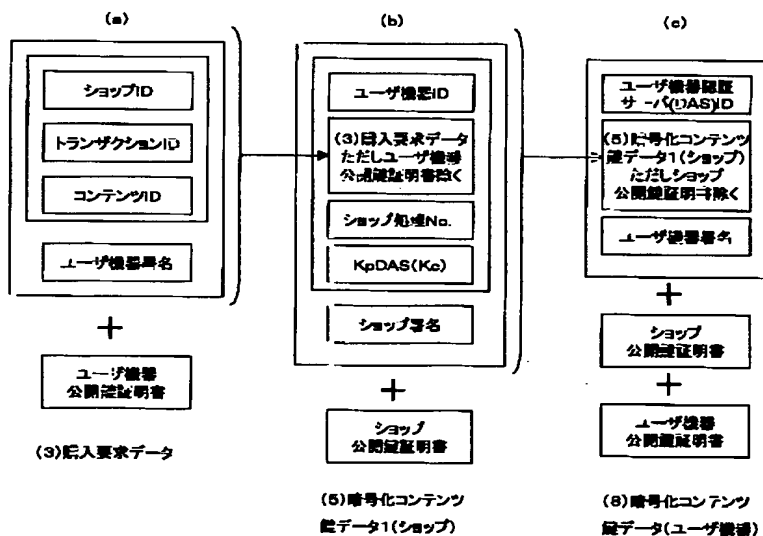 (a)
ショップID
トランザクションID
コンテンツID
ユーザ機器署名
+
ユーザ機器
公開鍵証明書
(3)購入要求データ
(b)
ユーザ機器ID
(3)購入要求データ
ただしユーザ機器
公開鍵証明書除く
ショップ処理No.
KpDAS(Kc)
ショップ署名
+
ショップ
公開鍵証明書
(5)暗号化コンテンツ
鍵データ1(ショップ)
(c)
ユーザ機器認証
サーバ(DAS)ID
(5)暗号化コンテンツ
鍵データ1(ショップ)
ただしショップ
公開鍵証明書除く
ユーザ機器署名
+
ショップ
公開鍵証明書
+
ユーザ機器
公開鍵証明書
(8)暗号化コンテンツ
鍵データ(ユーザ機器)